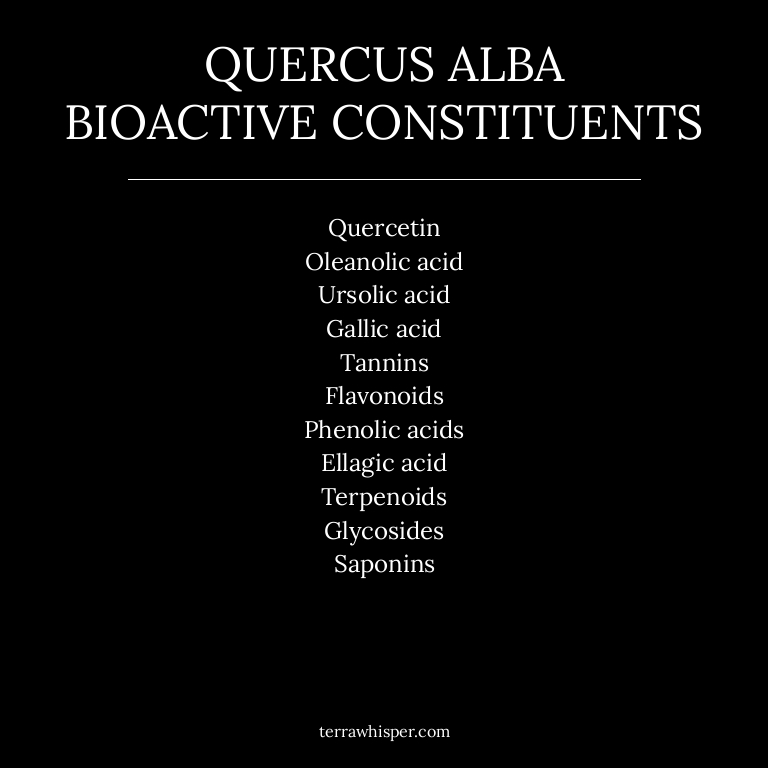 QUERCUS ALBA
BIOACTIVE CONSTITUENTS
Quercetin
Oleanolic acid
Ursolic acid
Gallic acid
Tannins
Flavonoids
Phenolic acids
Ellagic acid
Terpenoids
Glycosides
Saponins
terrawhisper.com